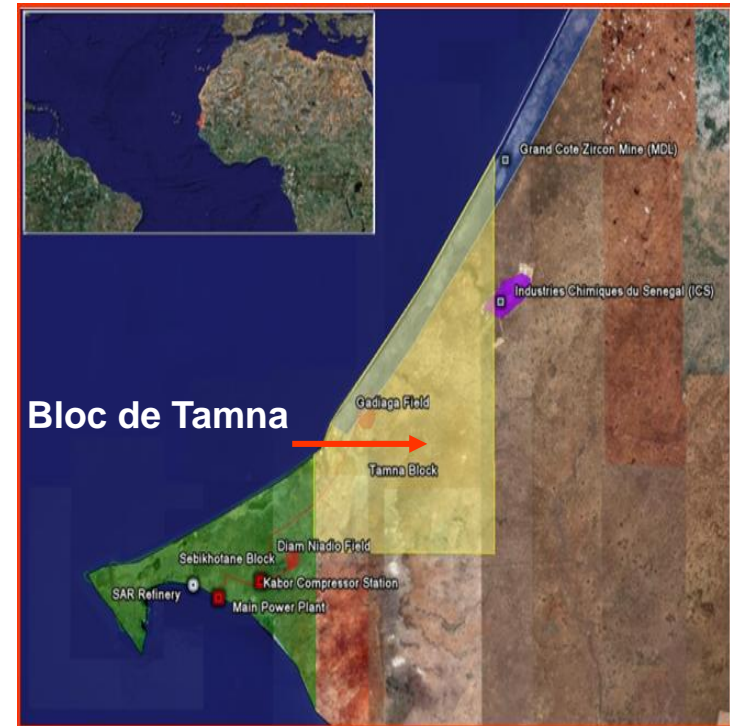 Grand Cote Zircon Mine (MDL)
Industries Chimiques du Senegal (ICS)
Gadiaga Field
Bloc de Tamna
Tamna Block
Diam Niadio Field
Sebikhotane Block
Kabor Compressor Station
SAR Refinery
Main Power Plant